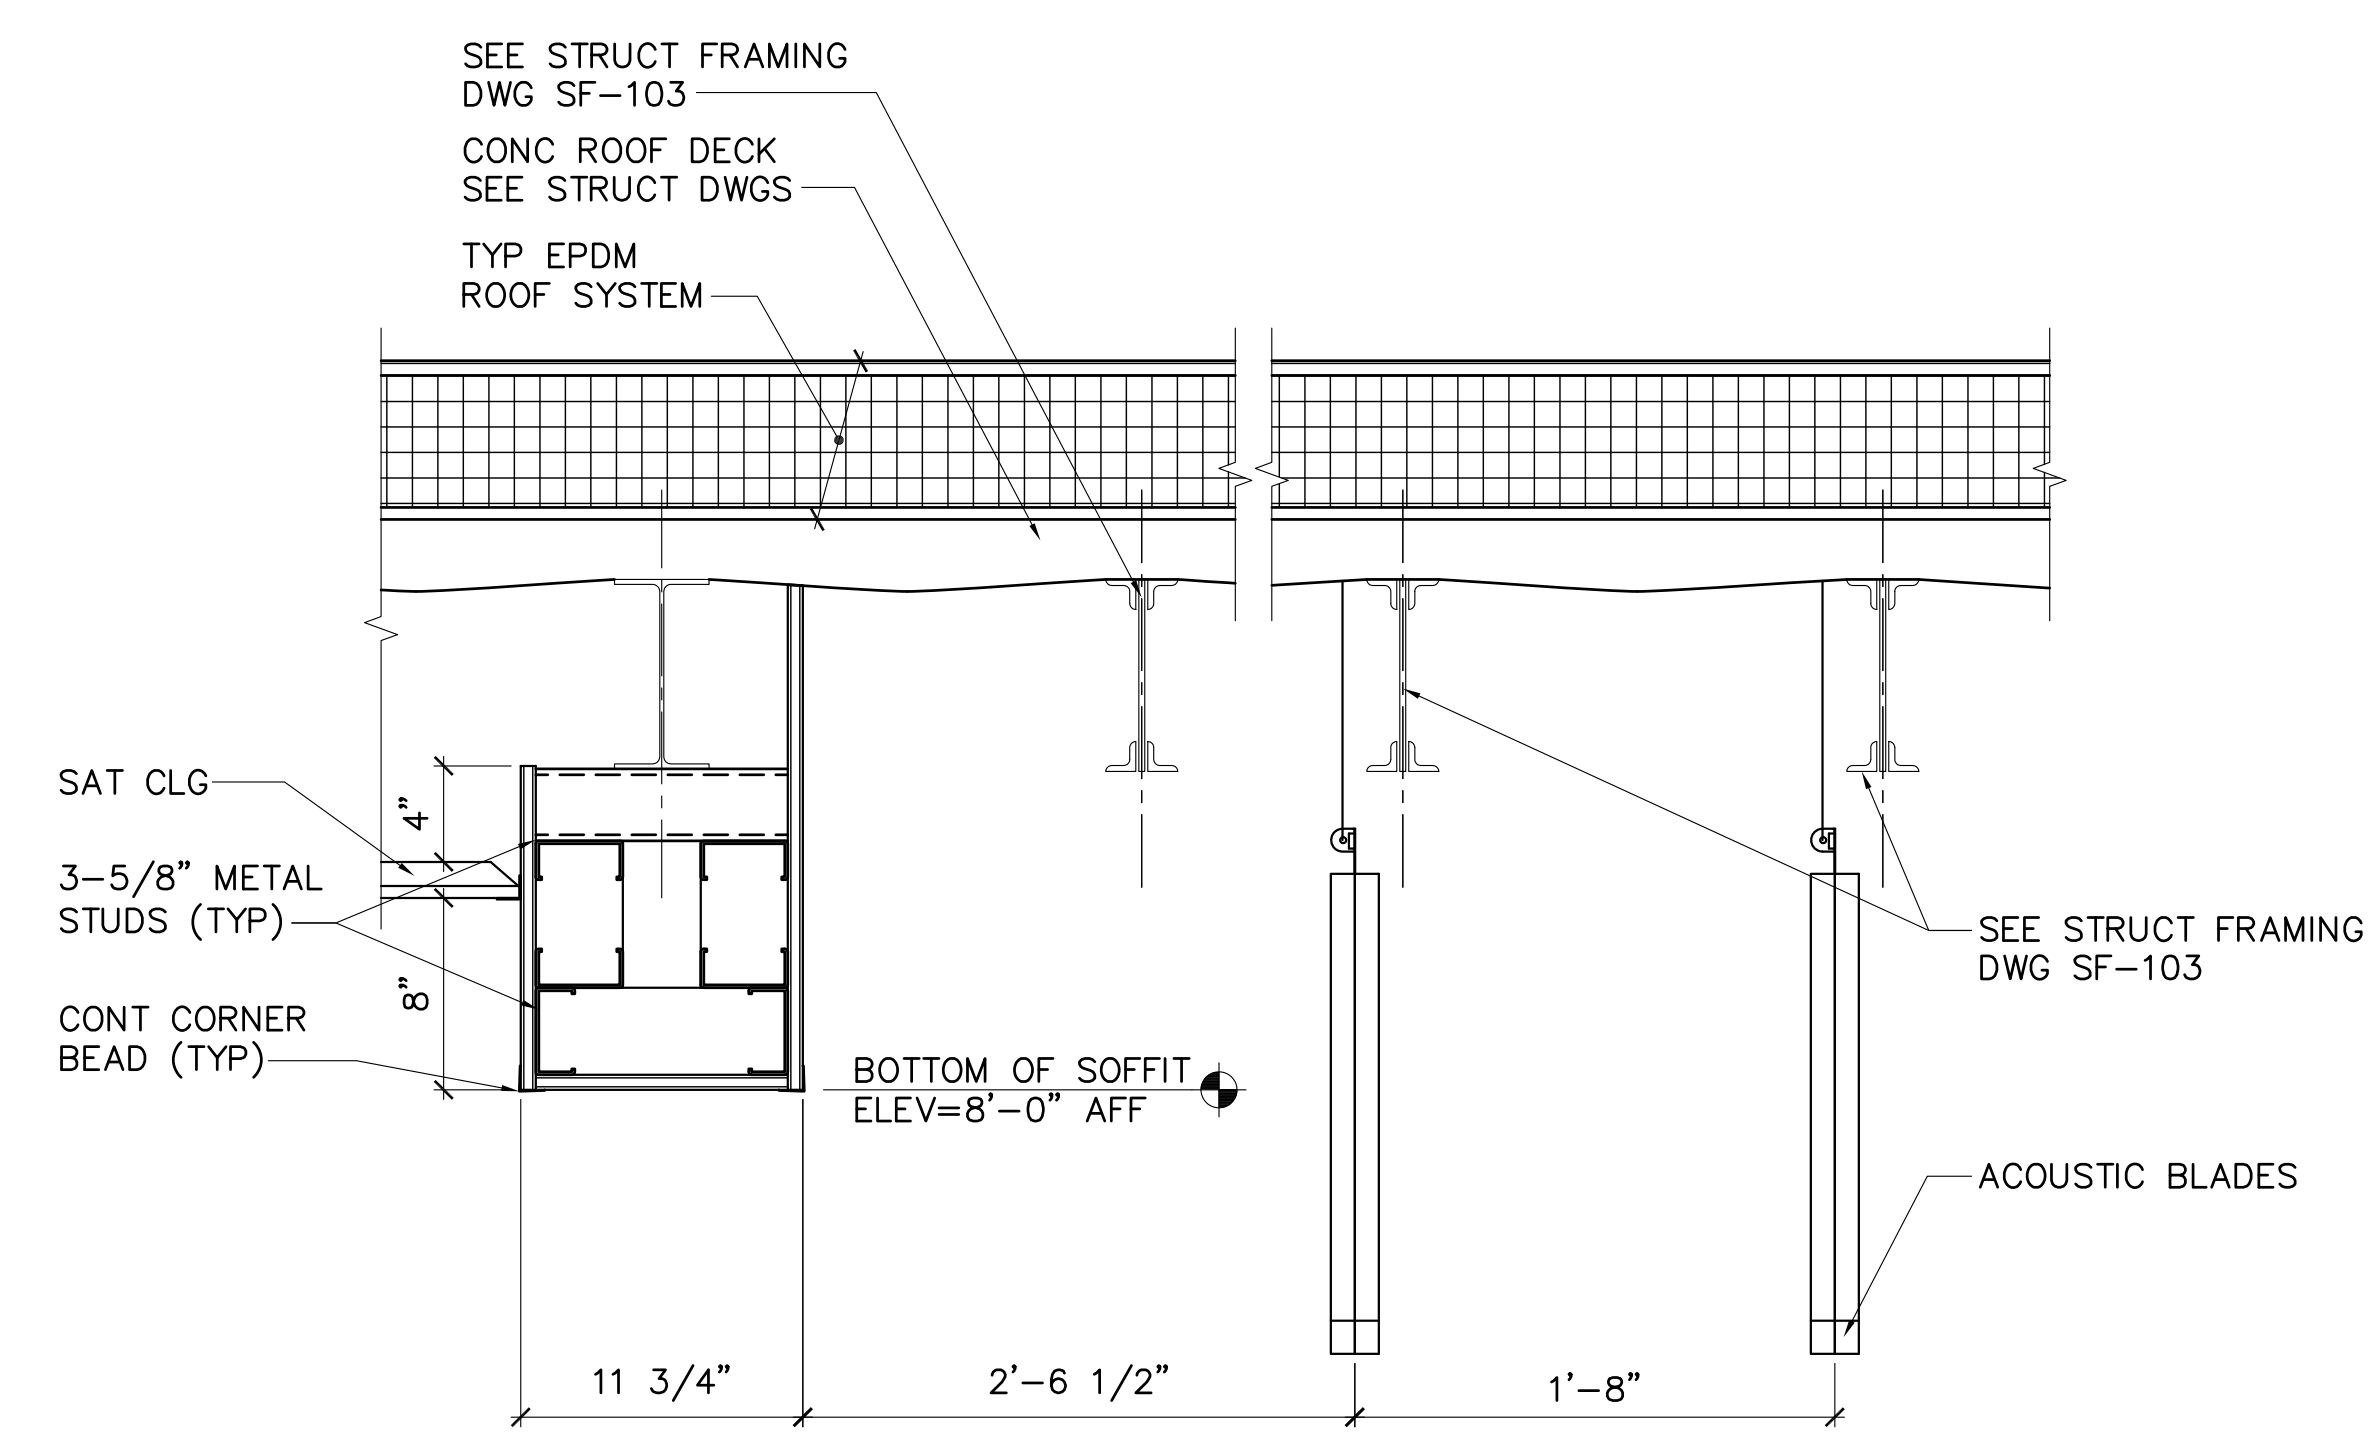 SEE STRUCT FRAMING
DWG SF-103
CONC ROOF DECK
SEE STRUCT DWGS
TYP EPDM
ROOF SYSTEM
SAT CLG
4"
3-5/8" METAL
STUDS (TYP)
8"
CONT CORNER
BEAD (TYP)
BOTTOM OF SOFFIT
ELEV=8'-0" AFF
SEE STRUCT FRAMING
DWG SF-103
ACOUSTIC BLADES
11 3/4"
2'-6 1/2"
1'-8"